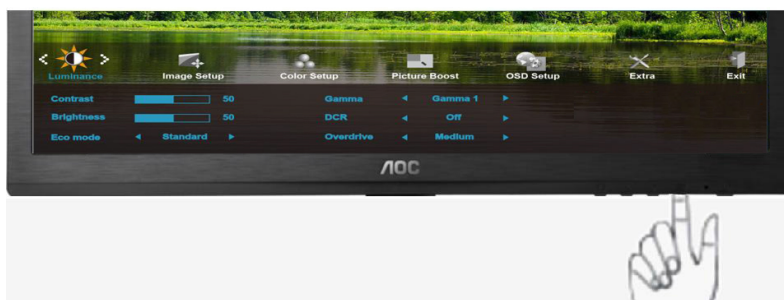 Luminance Image Setup Color Setup Picture Boost OSD Setup Extra Exit
Contrast 50 Gamma Gamma 1
Brightness 50 DCR Off
Eco mode Standard Overdrive Medium
AOC